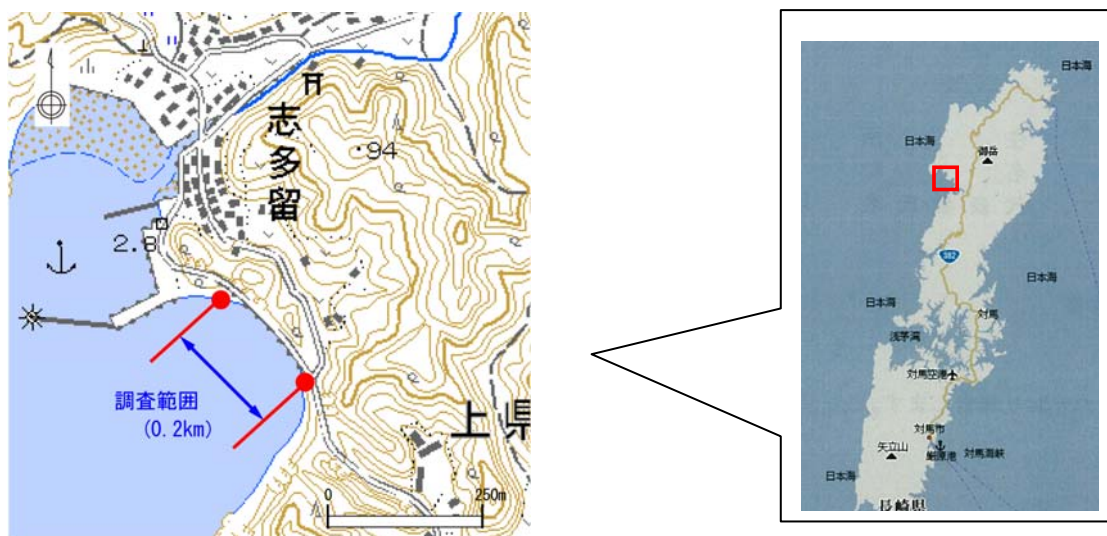 志多留
94
2.8
調査範囲
(0.2km)
上県
0
250m
日本海
日本海
御岳
382
日本海
日本海
対馬
浅茅湾
対馬空港
対馬市
厳原港
対馬海峡
矢立山
日本海
長崎県